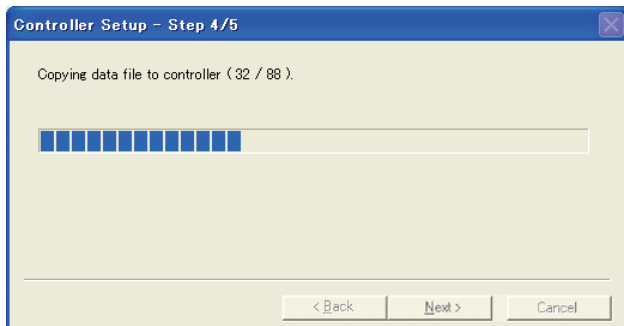 Controller Setup - Step 4/5
Copying data file to controller ( 32 / 88 ).
< Back
Next >
Cancel